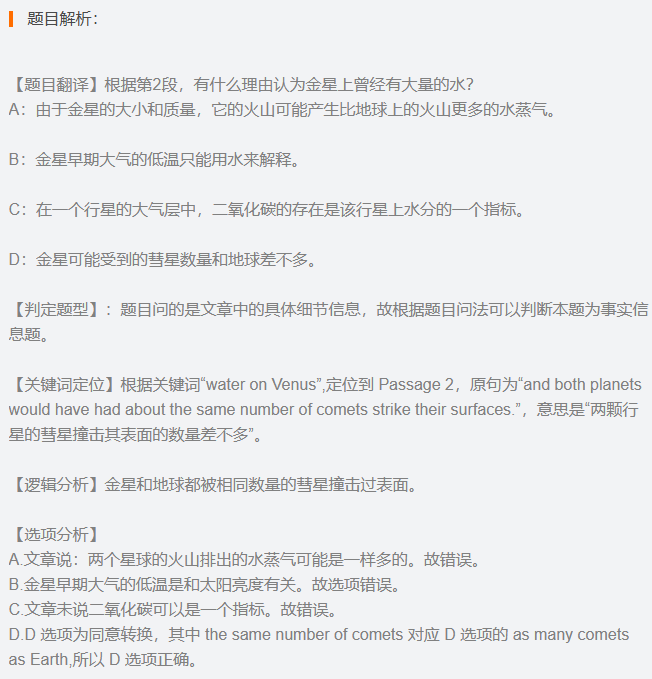 题目解析：
【题目翻译】根据第2段，有什么理由认为金星上曾经有大量的水?
A：由于金星的大小和质量，它的火山可能产生比地球上的火山更多的水蒸气。
B：金星早期大气的低温只能用水来解释。
C：在一个行星的大气层中，二氧化碳的存在是该行星上水分的一个指标。
D：金星可能受到的彗星数量和地球差不多。
【判定题型】：题目问的是文章中的具体细节信息，故根据题目问法可以判断本题为事实信
息题。
【关键词定位】根据关键词“water on Venus”,定位到 Passage 2，原句为“and both planets
would have had about the same number of comets strike their surfaces.”，意思是“两颗行
星的彗星撞击其表面的数量差不多”。
【逻辑分析】金星和地球都被相同数量的彗星撞击过表面。
【选项分析】
A.文章说：两个星球的火山排出的水蒸气可能是一样多的。故错误。
B.金星早期大气的低温是和太阳亮度有关。故选项错误。
C.文章未说二氧化碳可以是一个指标。故错误。
D.D 选项为同意转换，其中 the same number of comets 对应 D 选项的 as many comets
as Earth,所以 D 选项正确。